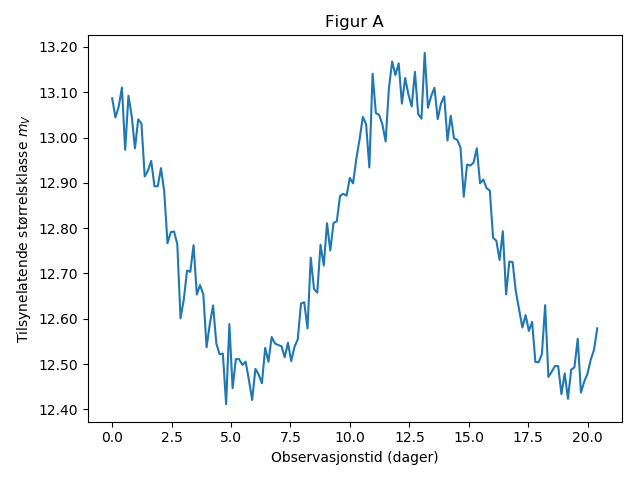 Figur A
13.20
13.10
13.00
12.90
12.80
12.70
12.60
12.50
12.40
Tilsynelatende størrelsklasse m_V
0.0 2.5 5.0 7.5 10.0 12.5 15.0 17.5 20.0
Observasjonstid (dager)